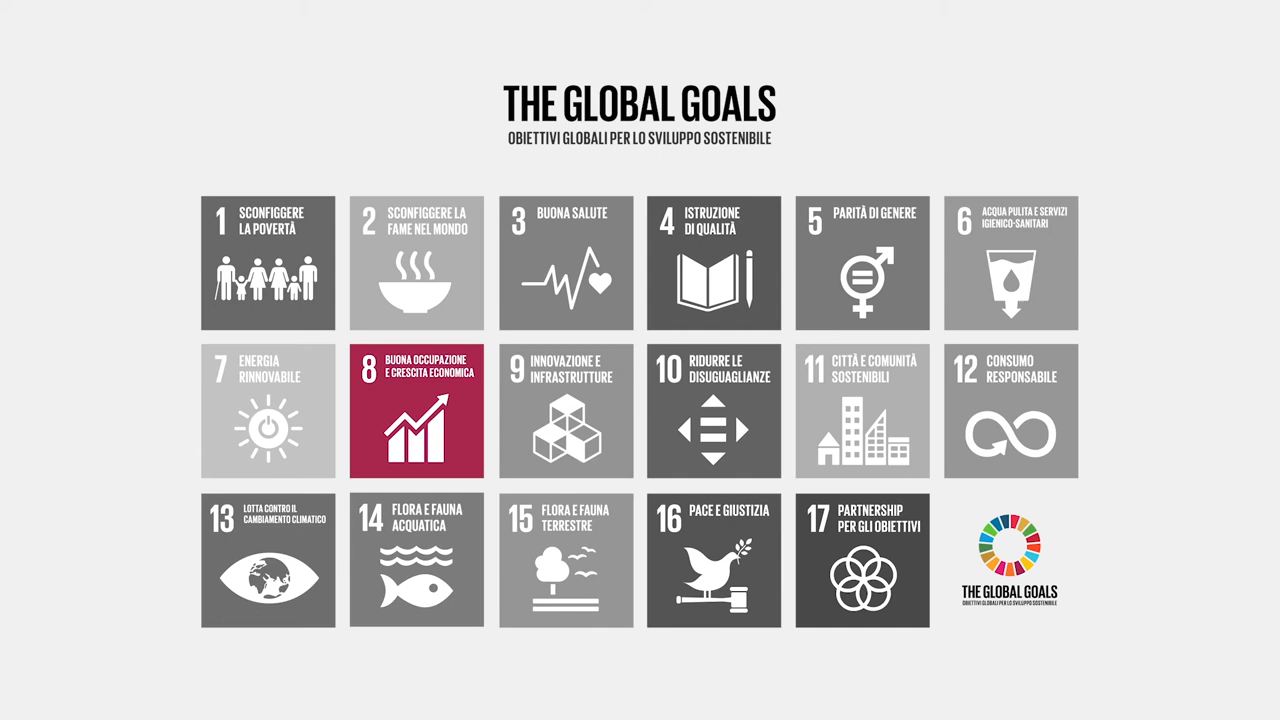 THE GLOBAL GOALS
OBIETTIVI GLOBALI PER LO SVILUPPO SOSTENIBILE
1 SCONFIGGERE
LA POVERTÀ
2 SCONFIGGERE LA
FAME NEL MONDO
3 BUONA SALUTE
4 ISTRUZIONE
DI QUALITÀ
5 PARITÀ DI GENERE
6 ACQUA PULITA E SERVIZI
IGIENICO-SANITARI
7 ENERGIA
RINNOVABILE
8 BUONA OCCUPAZIONE
E CRESCITA ECONOMICA
9 INNOVAZIONE E
INFRASTRUTTURE
10 RIDURRE LE
DISUGUAGLIANZE
11 CITTÀ E COMUNITÀ
SOSTENIBILI
12 CONSUMO
RESPONSABILE
13 LOTTA CONTRO IL
CAMBIAMENTO CLIMATICO
14 FLORA E FAUNA
ACQUATICA
15 FLORA E FAUNA
TERRESTRE
16 PACE E GIUSTIZIA
17 PARTNERSHIP
PER GLI OBIETTIVI
THE GLOBAL GOALS
OBIETTIVI GLOBALI PER LO SVILUPPO SOSTENIBILE